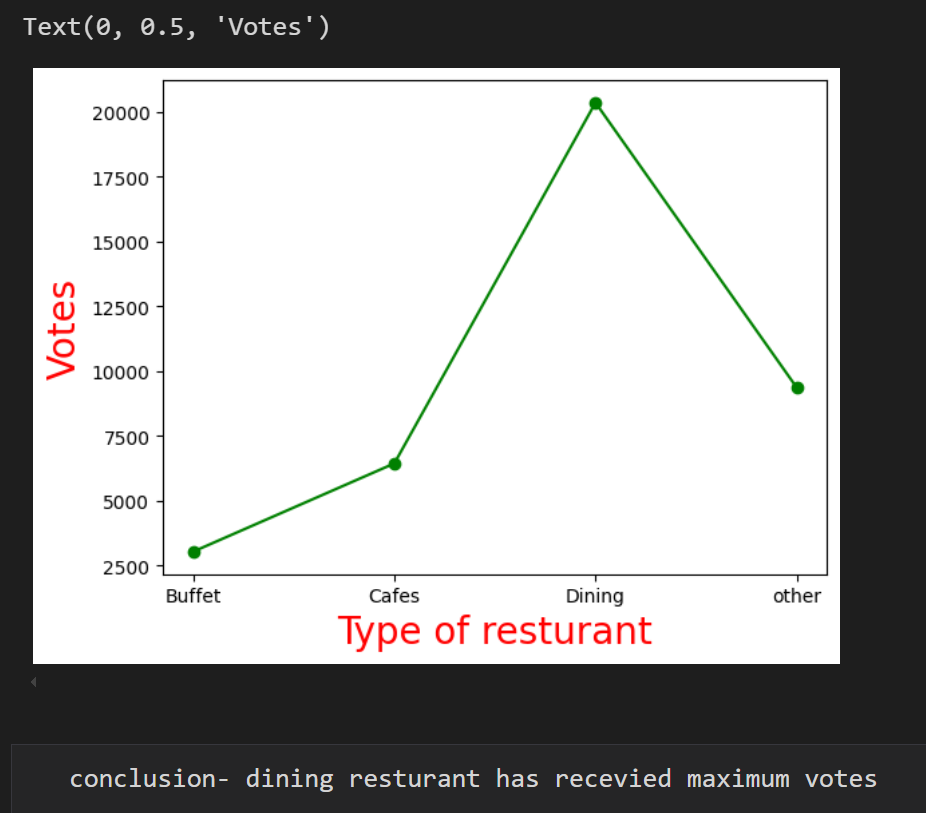 Text(0, 0.5, 'Votes')
20000
17500
15000
12500
10000
7500
5000
2500
Votes
Buffet Cafes Dining other
Type of resturant
conclusion- dining resturant has recevied maximum votes